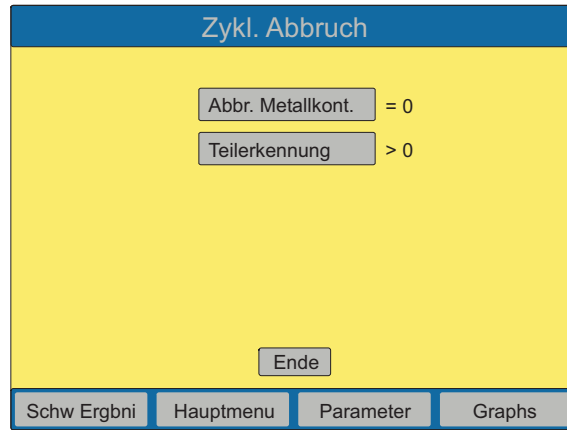 Zykl. Abbruch
Abbr. Metallkont. = 0
Teilerkennung > 0
Ende
Schw Ergbni Hauptmenu Parameter Graphs